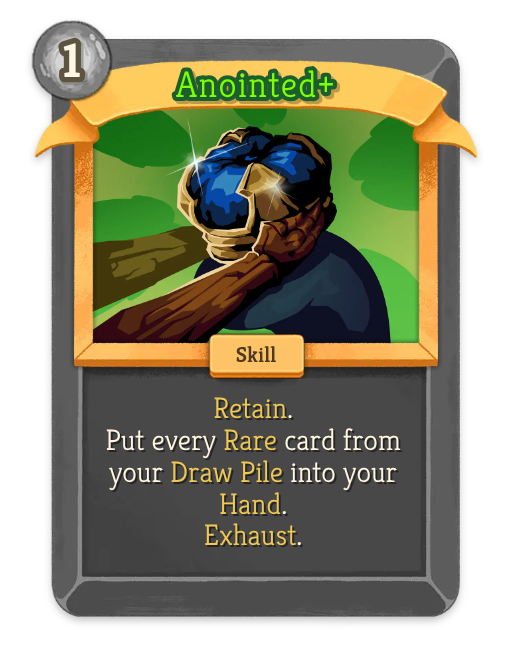 1
Anointed+
Skill
Retain.
Put every Rare card from
your Draw Pile into your
Hand.
Exhaust.